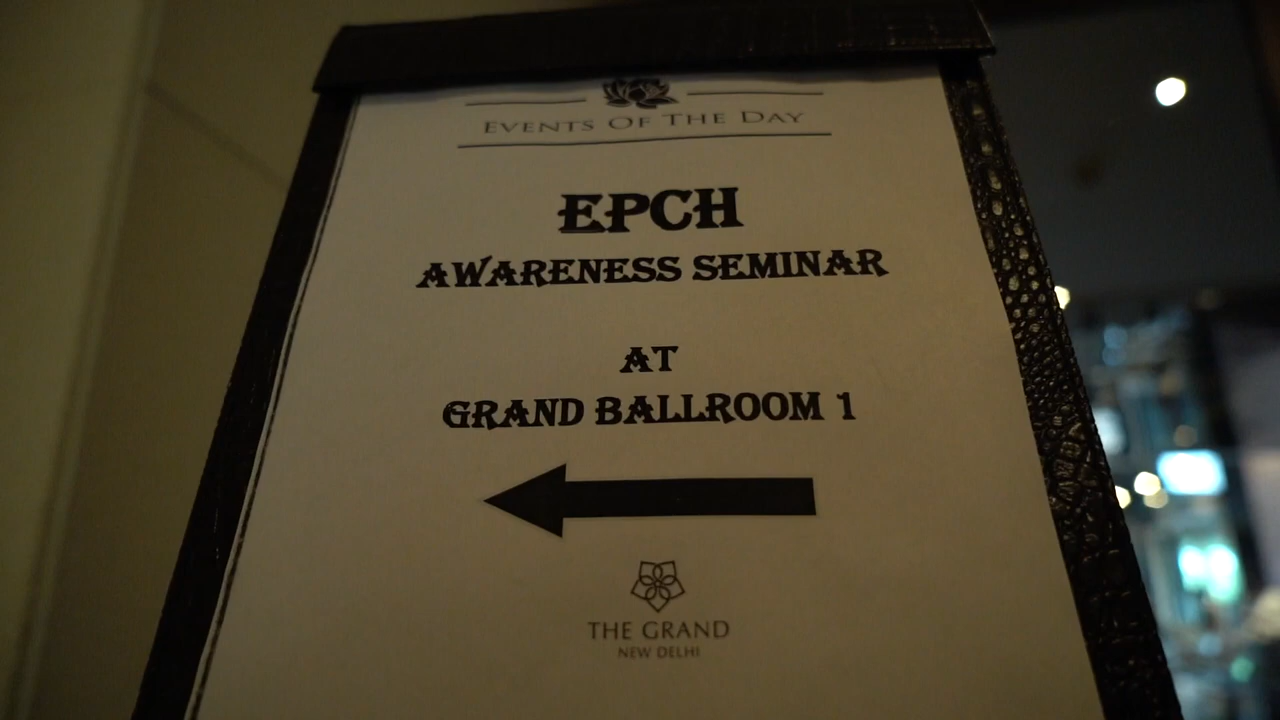 EVENTS OF THE DAY
EPCH
AWARENESS SEMINAR
AT
GRAND BALLROOM 1
THE GRAND
NEW DELHI